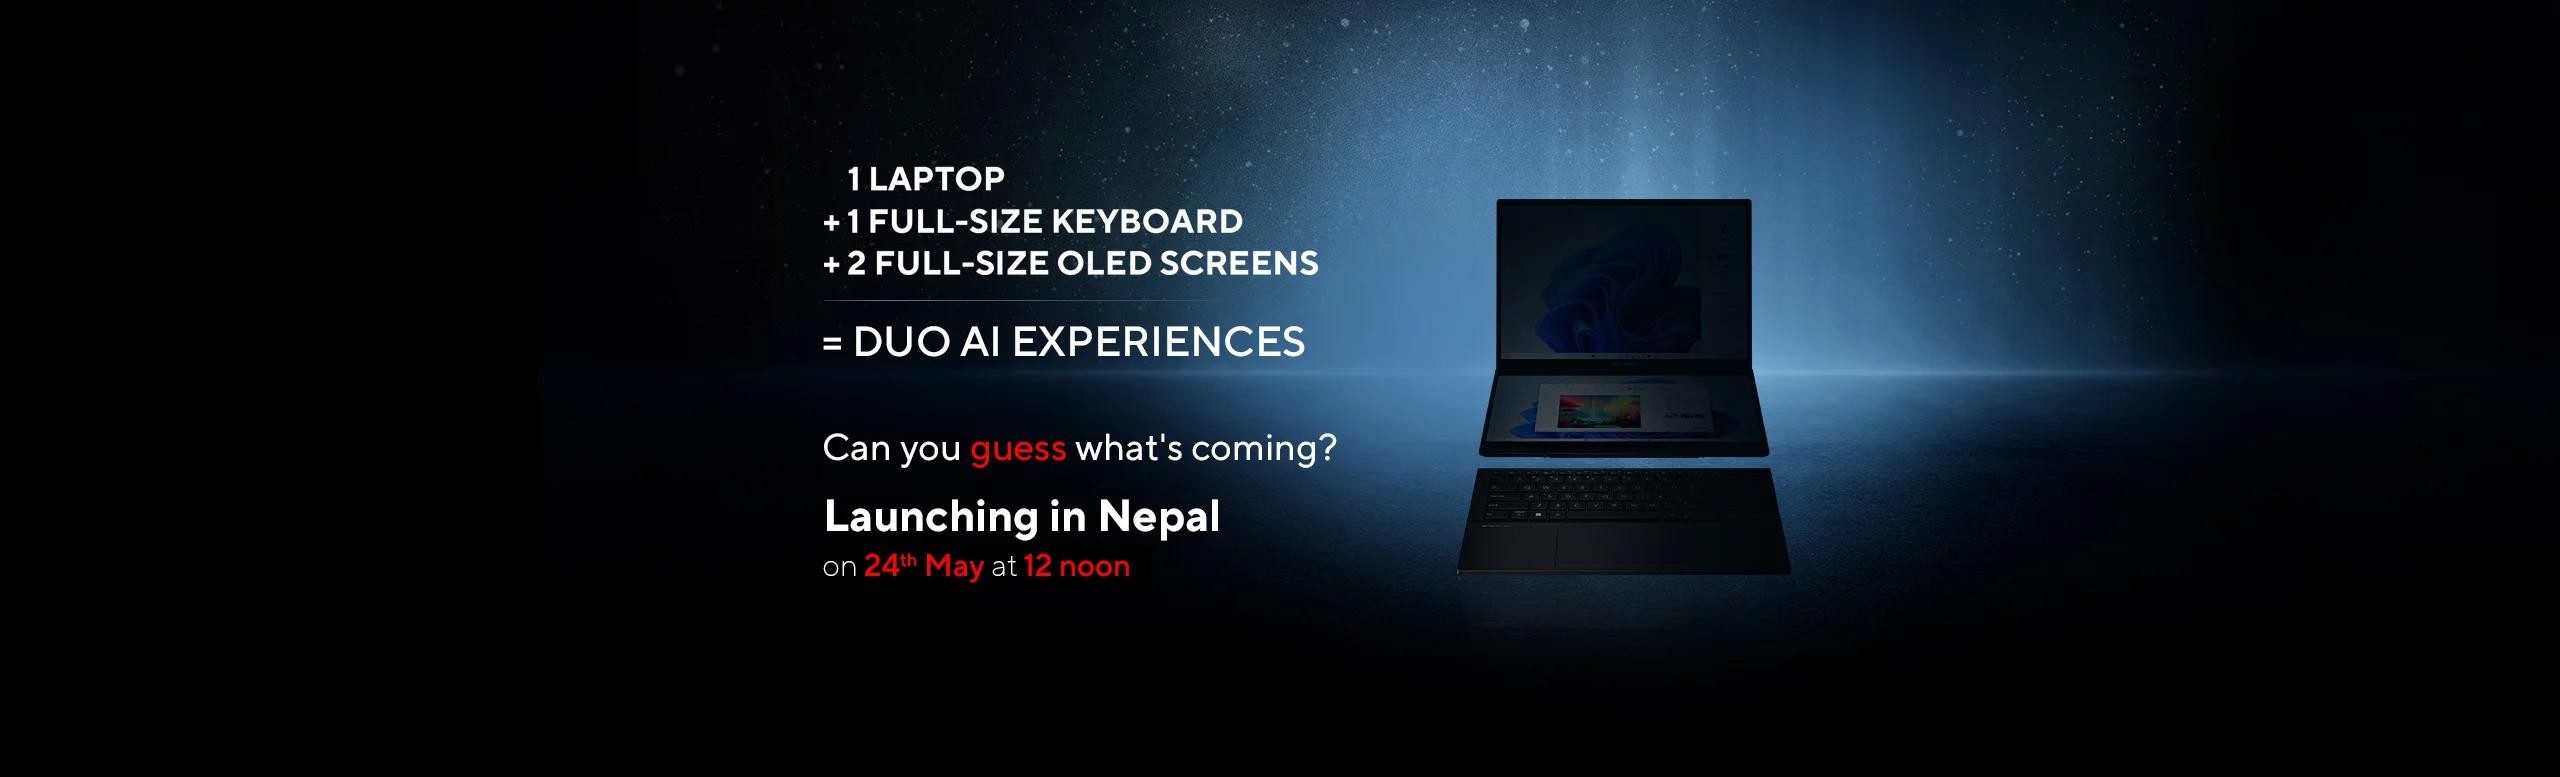 1 LAPTOP
+ 1 FULL-SIZE KEYBOARD
+ 2 FULL-SIZE OLED SCREENS
= DUO AI EXPERIENCES
Can you guess what's coming?
Launching in Nepal
on 24th May at 12 noon